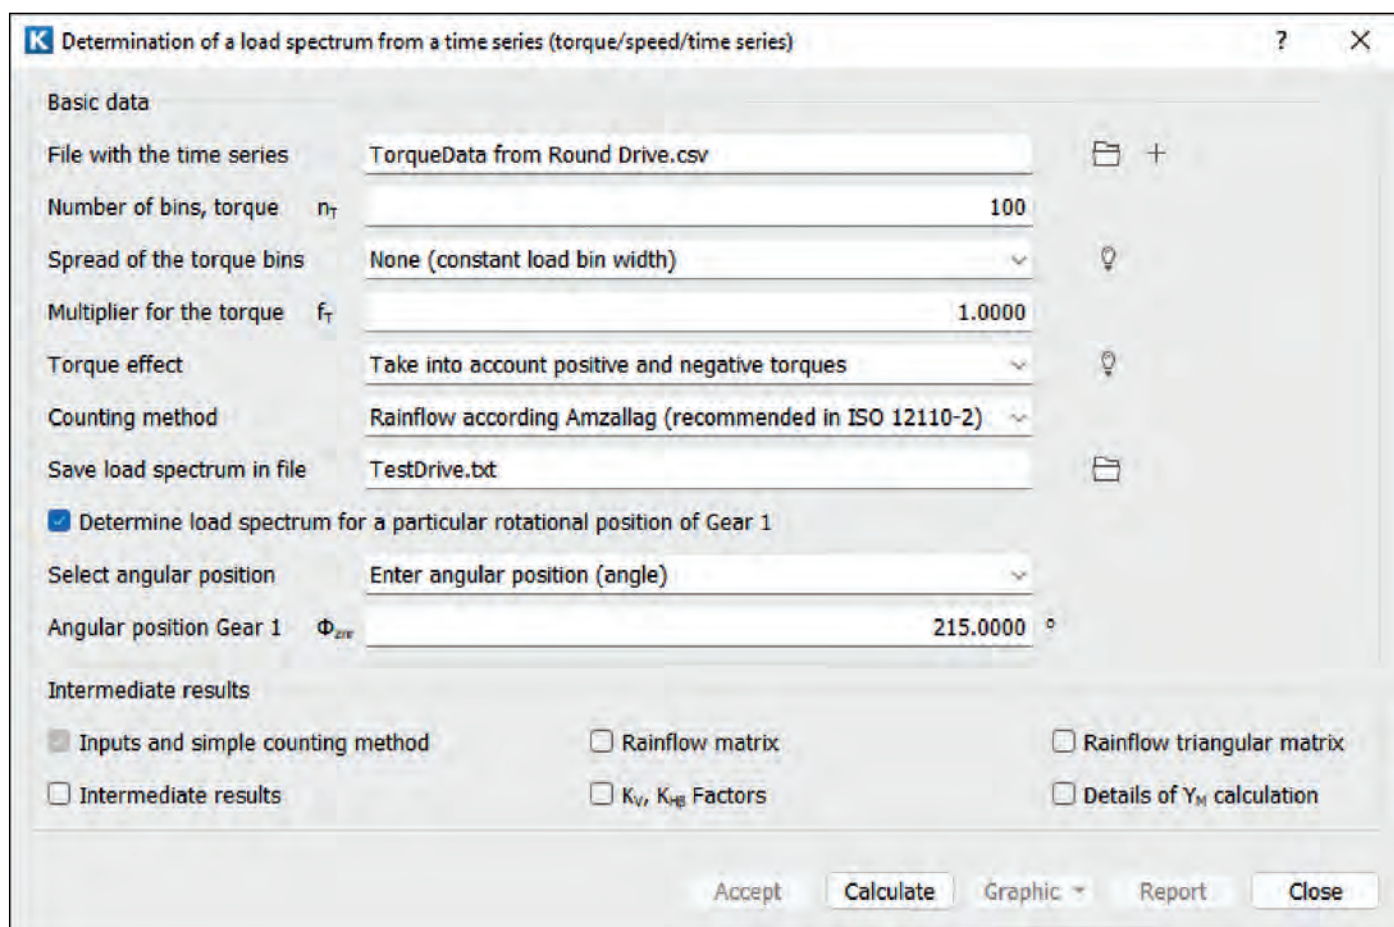 K Determination of a load spectrum from a time series (torque/speed/time series) ? ×
Basic data
File with the time series TorqueData from Round Drive.csv +
Number of bins, torque n_T 100
Spread of the torque bins None (constant load bin width)
Multiplier for the torque f_T 1.0000
Torque effect Take into account positive and negative torques
Counting method Rainflow according Amzallag (recommended in ISO 12110-2)
Save load spectrum in file TestDrive.txt
Determine load spectrum for a particular rotational position of Gear 1
Select angular position Enter angular position (angle)
Angular position Gear 1 Φ 215.0000 °
Intermediate results
Inputs and simple counting method Rainflow matrix Rainflow triangular matrix
Intermediate results K_V, K_Hβ Factors Details of Y_M calculation
Accept Calculate Graphic Report Close